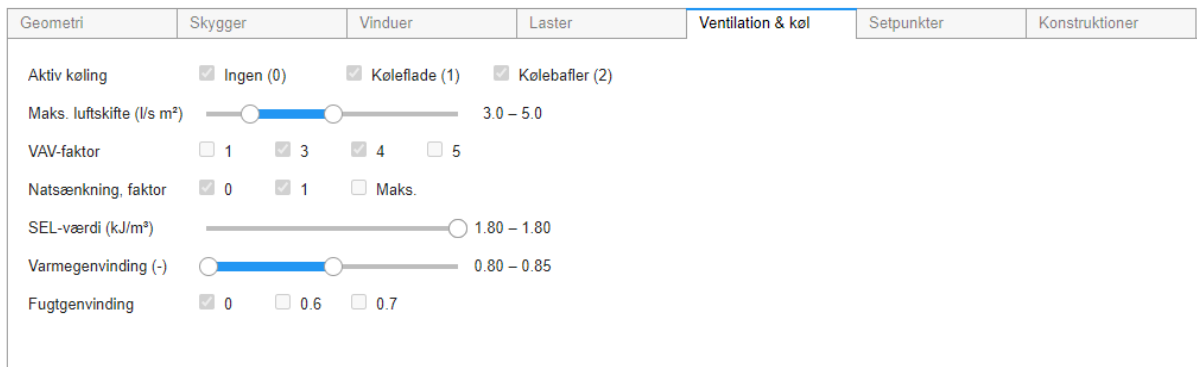 Geometri Skygger Vinduer Laster Ventilation & køl Setpunkter Konstruktioner
Aktiv køling Ingen (0) Køleflade (1) Kølebafler (2)
Maks. luftskifte (l/s m²) 3.0 – 5.0
VAV-faktor 1 3 4 5
Natsænkning, faktor 0 1 Maks.
SEL-værdi (kJ/m³) 1.80 – 1.80
Varmegenvinding (-) 0.80 – 0.85
Fugtgenvinding 0 0.6 0.7